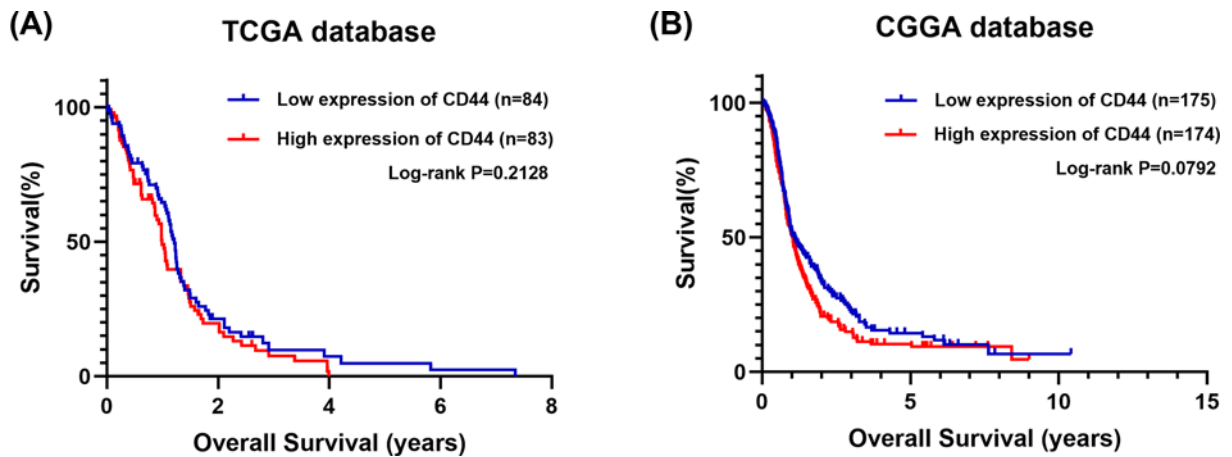 (A)
TCGA database
Low expression of CD44 (n=84)
High expression of CD44 (n=83)
Log-rank P=0.2128
Survival(%)
100
50
0
0 2 4 6 8
Overall Survival (years)
(B)
CGGA database
Low expression of CD44 (n=175)
High expression of CD44 (n=174)
Log-rank P=0.0792
Survival(%)
100
50
0
0 5 10 15
Overall Survival (years)